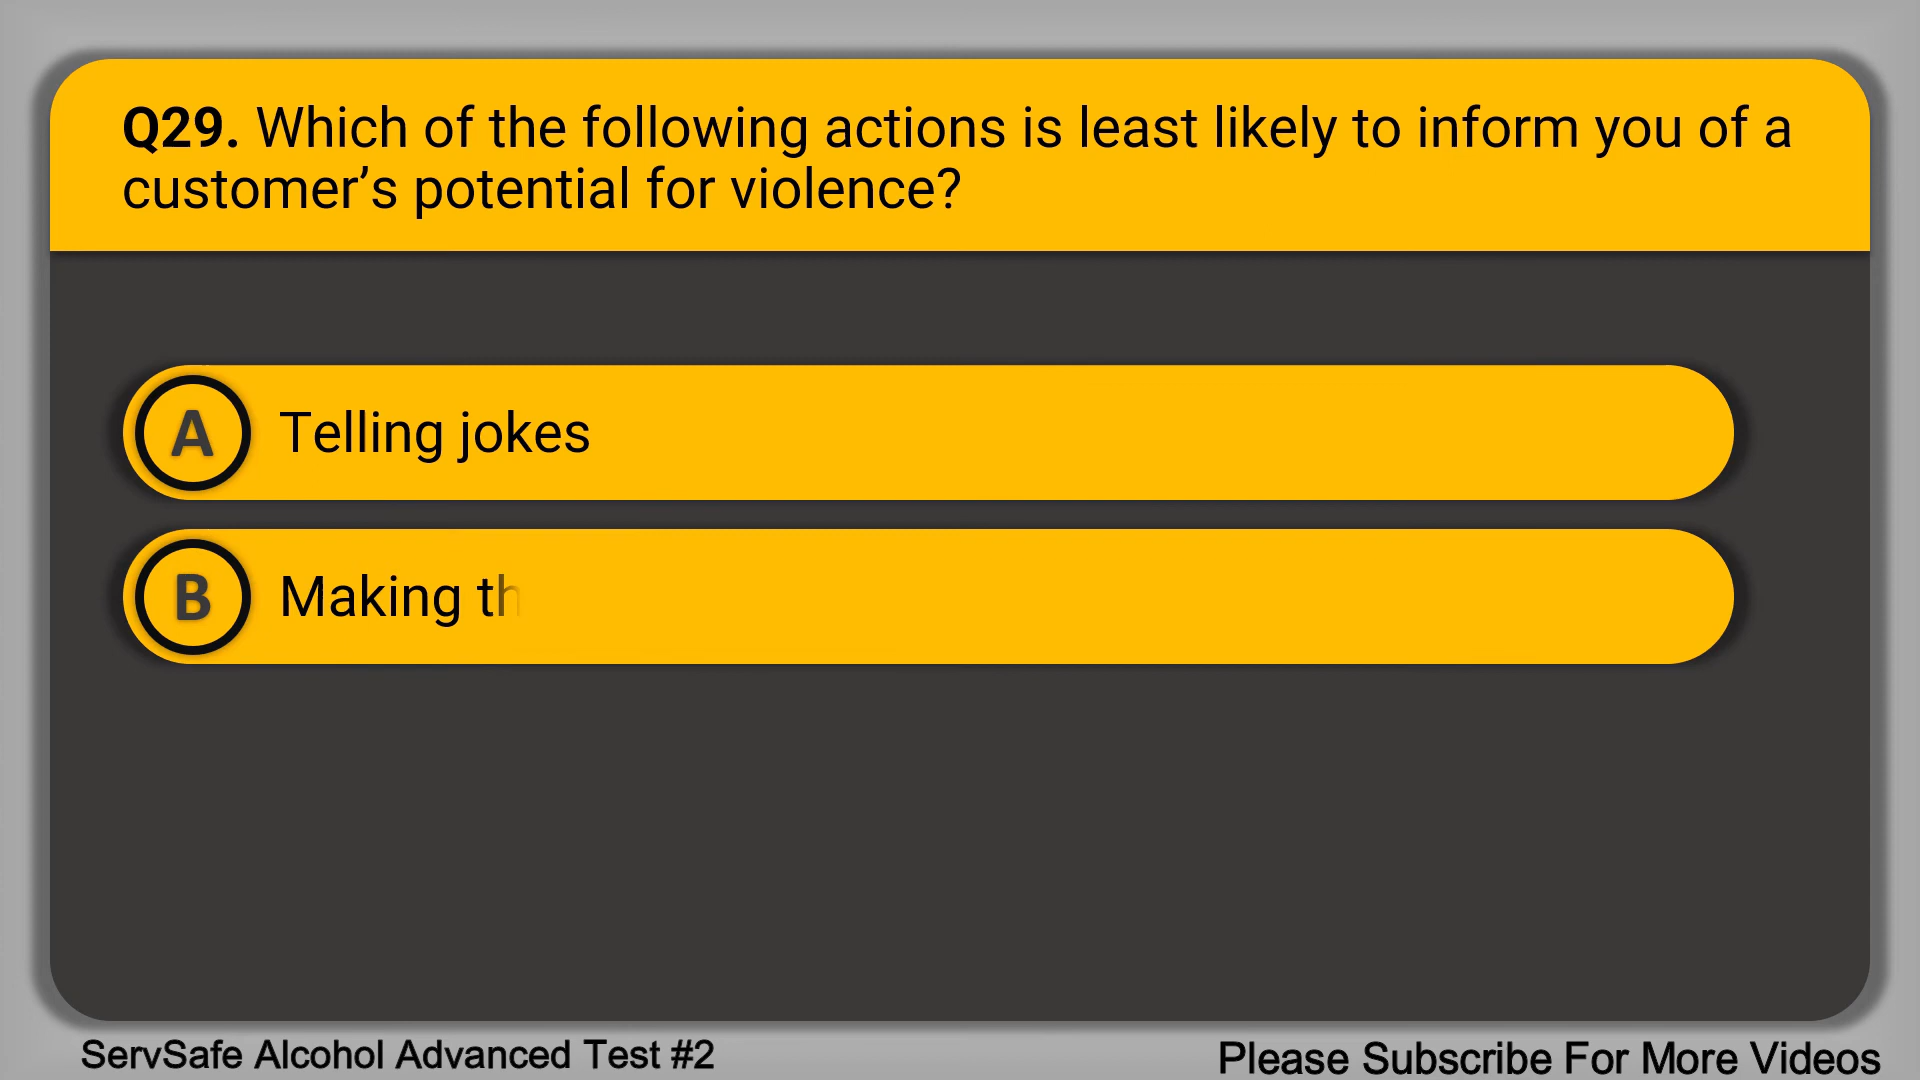 Q29. Which of the following actions is least likely to inform you of a
customer’s potential for violence?
A Telling jokes
B Making th
ServSafe Alcohol Advanced Test #2
Please Subscribe For More Videos